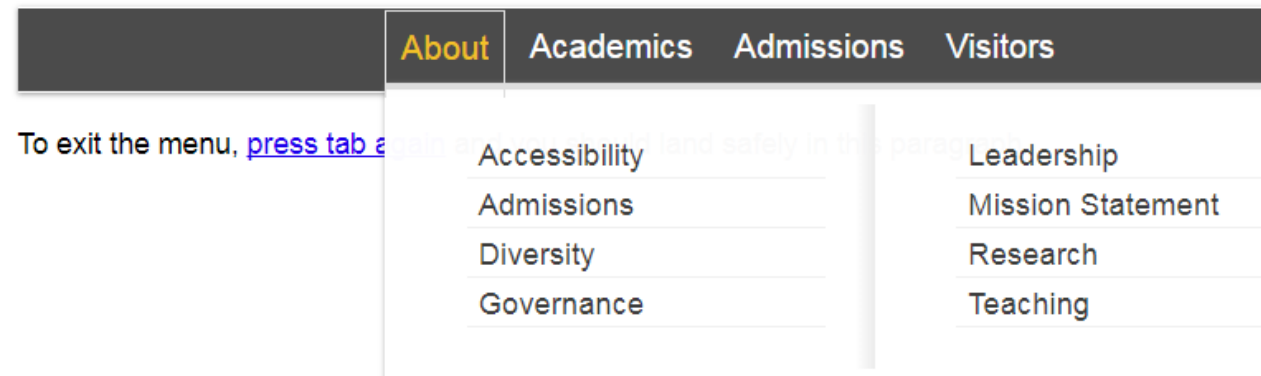 About Academics Admissions Visitors
To exit the menu, press tab again and you should land safely in this paragraph.
Accessibility
Admissions
Diversity
Governance
Leadership
Mission Statement
Research
Teaching